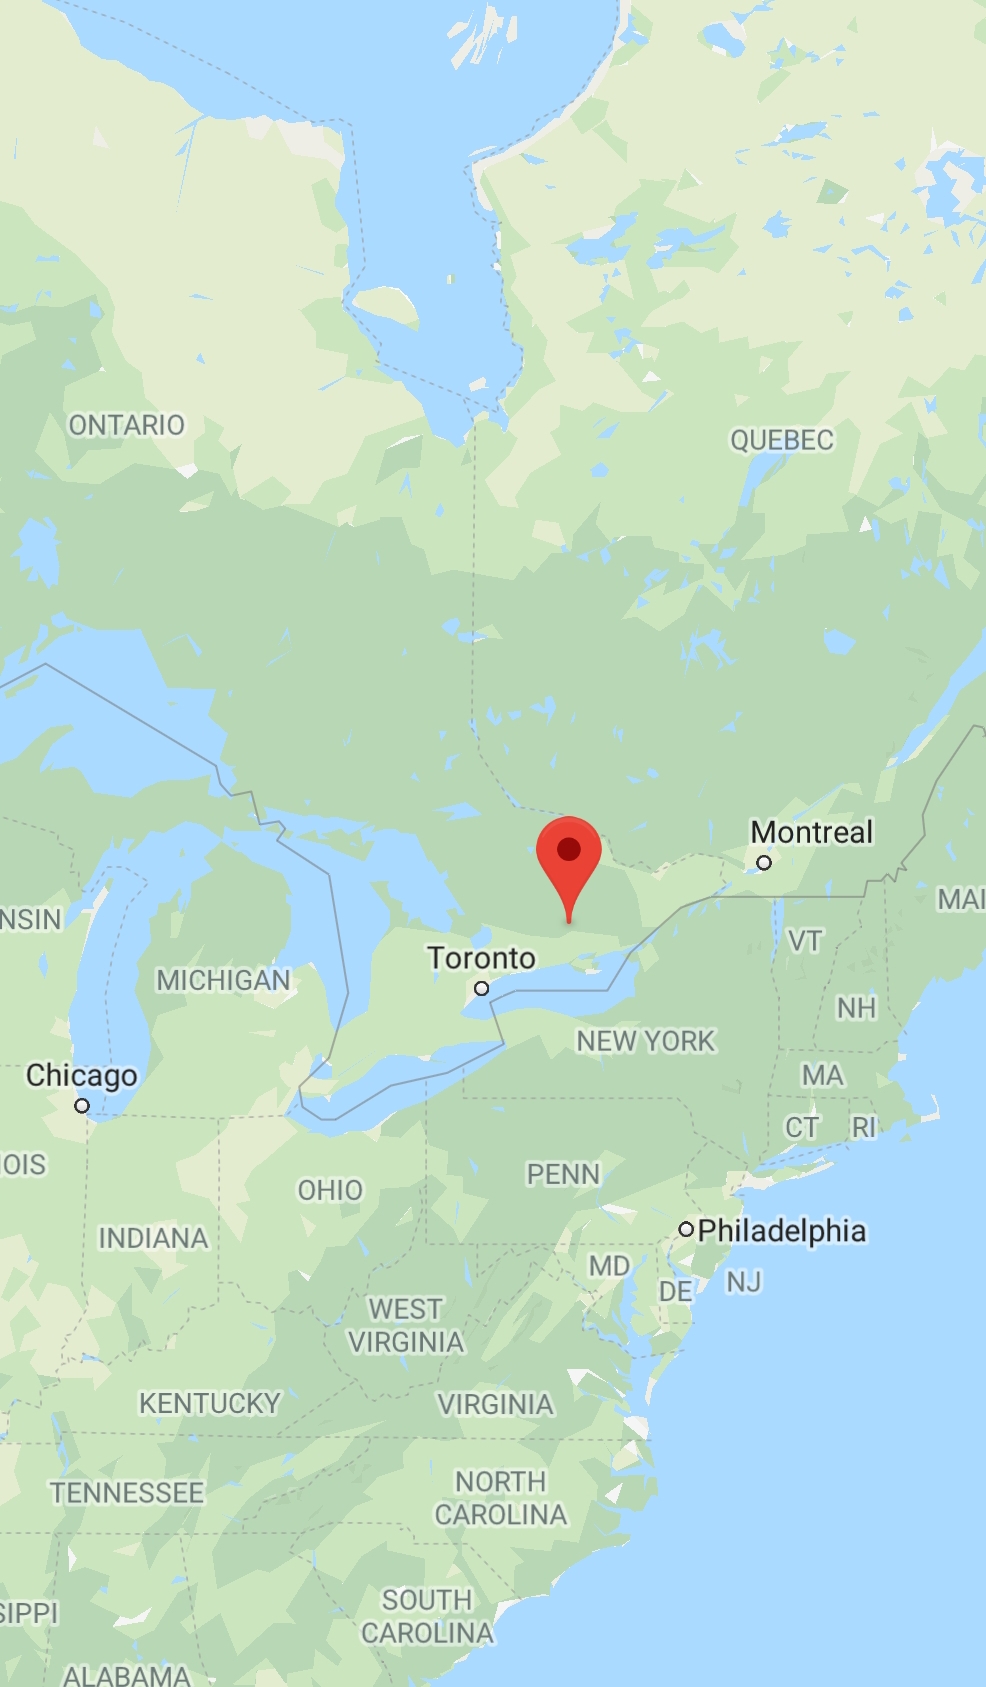 ONTARIO
QUEBEC
Montreal
MAI
NSIN
VT
Toronto
MICHIGAN
NH
NEW YORK
Chicago
MA
CT
RI
OIS
PENN
OHIO
Philadelphia
INDIANA
MD
NJ
DE
WEST
VIRGINIA
KENTUCKY
VIRGINIA
NORTH
CAROLINA
TENNESSEE
SOUTH
CAROLINA
SIPPI
ALABAMA